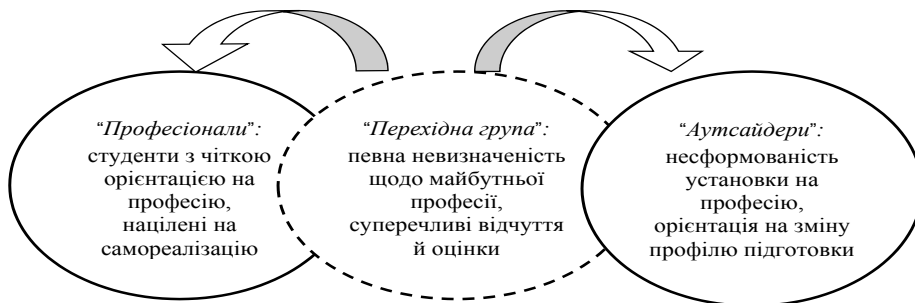 “Професіонали”:
студенти з чіткою
орієнтацією на
професію,
націлені на
самореалізацію
“Перехідна група”:
певна невизначеність
щодо майбутньої
професії,
суперечливі відчуття
й оцінки
“Аутсайдери”:
несформованість
установки на
професію,
орієнтація на зміну
профілю підготовки